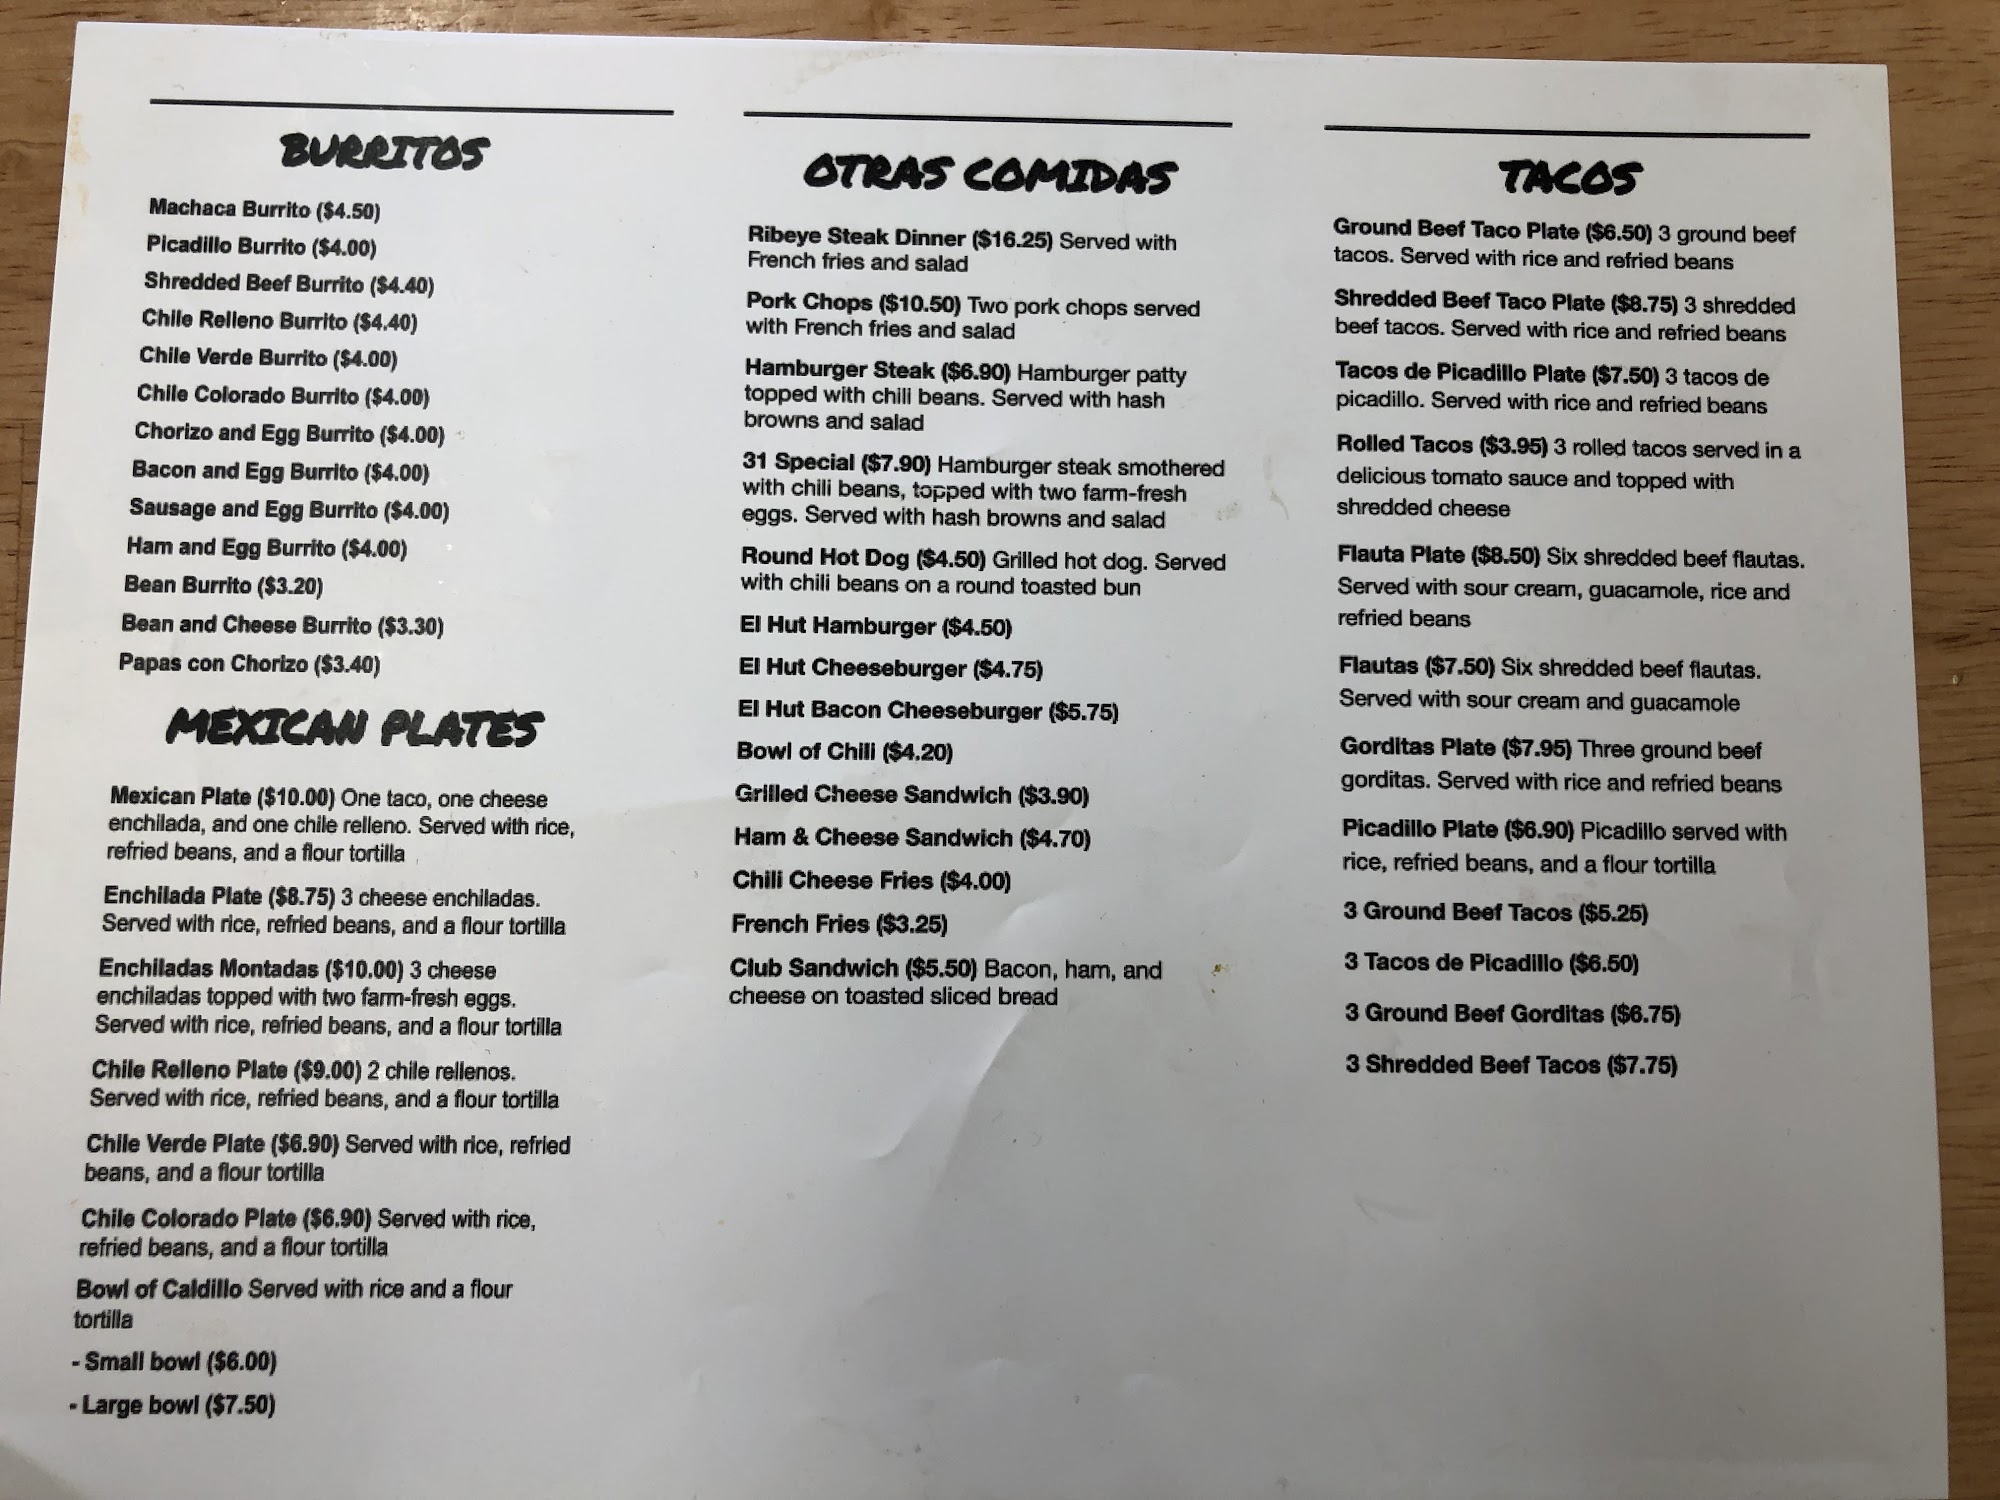 BURRITOS
Machaca Burrito ($4.50)
Picadillo Burrito ($4.00)
Shredded Beef Burrito ($4.40)
Chile Relleno Burrito ($4.40)
Chile Verde Burrito ($4.00)
Chile Colorado Burrito ($4.00)
Chorizo and Egg Burrito ($4.00)
Bacon and Egg Burrito ($4.00)
Sausage and Egg Burrito ($4.00)
Ham and Egg Burrito ($4.00)
Bean Burrito ($3.20)
Bean and Cheese Burrito ($3.30)
Papas con Chorizo ($3.40)
MEXICAN PLATES
Mexican Plate ($10.00) One taco, one cheese
enchilada, and one chile relleno. Served with rice,
refried beans, and a flour tortilla
Enchilada Plate ($8.75) 3 cheese enchiladas.
Served with rice, refried beans, and a flour tortilla
Enchiladas Montadas ($10.00) 3 cheese
enchiladas topped with two farm-fresh eggs.
Served with rice, refried beans, and a flour tortilla
Chile Relleno Plate ($9.00) 2 chile rellenos.
Served with rice, refried beans, and a flour tortilla
Chile Verde Plate ($6.90) Served with rice, refried
beans, and a flour tortilla
Chile Colorado Plate ($6.90) Served with rice,
refried beans, and a flour tortilla
Bowl of Caldillo Served with rice and a flour
tortilla
- Small bowl ($6.00)
- Large bowl ($7.50)
OTRAS COMIDAS
Ribeye Steak Dinner ($16.25) Served with
French fries and salad
Pork Chops ($10.50) Two pork chops served
with French fries and salad
Hamburger Steak ($6.90) Hamburger patty
topped with chili beans. Served with hash
browns and salad
31 Special ($7.90) Hamburger steak smothered
with chili beans, topped with two farm-fresh
eggs. Served with hash browns and salad
Round Hot Dog ($4.50) Grilled hot dog. Served
with chili beans on a round toasted bun
El Hut Hamburger ($4.50)
El Hut Cheeseburger ($4.75)
El Hut Bacon Cheeseburger ($5.75)
Bowl of Chili ($4.20)
Grilled Cheese Sandwich ($3.90)
Ham & Cheese Sandwich ($4.70)
Chili Cheese Fries ($4.00)
French Fries ($3.25)
Club Sandwich ($5.50) Bacon, ham, and
cheese on toasted sliced bread
TACOS
Ground Beef Taco Plate ($6.50) 3 ground beef
tacos. Served with rice and refried beans
Shredded Beef Taco Plate ($8.75) 3 shredded
beef tacos. Served with rice and refried beans
Tacos de Picadillo Plate ($7.50) 3 tacos de
picadillo. Served with rice and refried beans
Rolled Tacos ($3.95) 3 rolled tacos served in a
delicious tomato sauce and topped with
shredded cheese
Flauta Plate ($8.50) Six shredded beef flautas.
Served with sour cream, guacamole, rice and
refried beans
Flautas ($7.50) Six shredded beef flautas.
Served with sour cream and guacamole
Gorditas Plate ($7.95) Three ground beef
gorditas. Served with rice and refried beans
Picadillo Plate ($6.90) Picadillo served with
rice, refried beans, and a flour tortilla
3 Ground Beef Tacos ($5.25)
3 Tacos de Picadillo ($6.50)
3 Ground Beef Gorditas ($6.75)
3 Shredded Beef Tacos ($7.75)